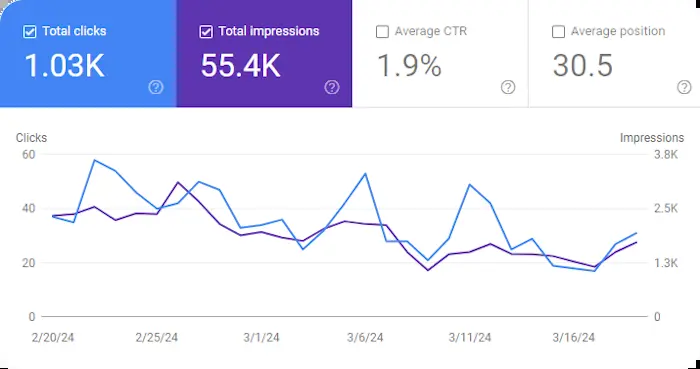 Total clicks
1.03K
Total impressions
55.4K
Average CTR
1.9%
Average position
30.5
Clicks
Impressions
60
3.8K
40
2.5K
20
1.3K
0
0
2/20/24
2/25/24
3/1/24
3/6/24
3/11/24
3/16/24